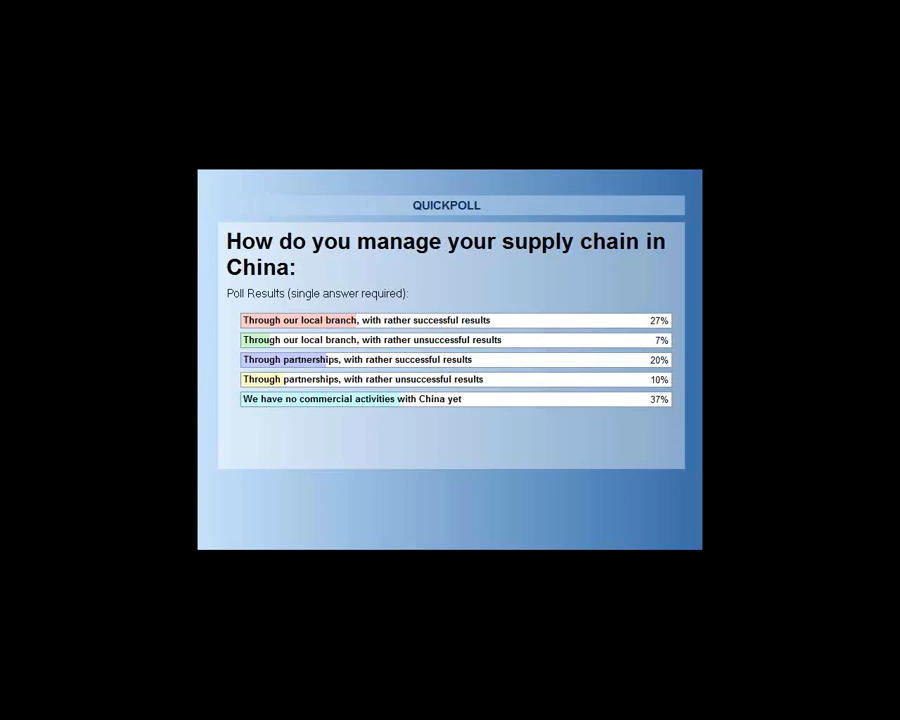 QUICKPOLL
How do you manage your supply chain in
China:
Poll Results (single answer required):
Through our local branch, with rather successful results 27%
Through our local branch, with rather unsuccessful results 7%
Through partnerships, with rather successful results 20%
Through partnerships, with rather unsuccessful results 10%
We have no commercial activities with China yet 37%